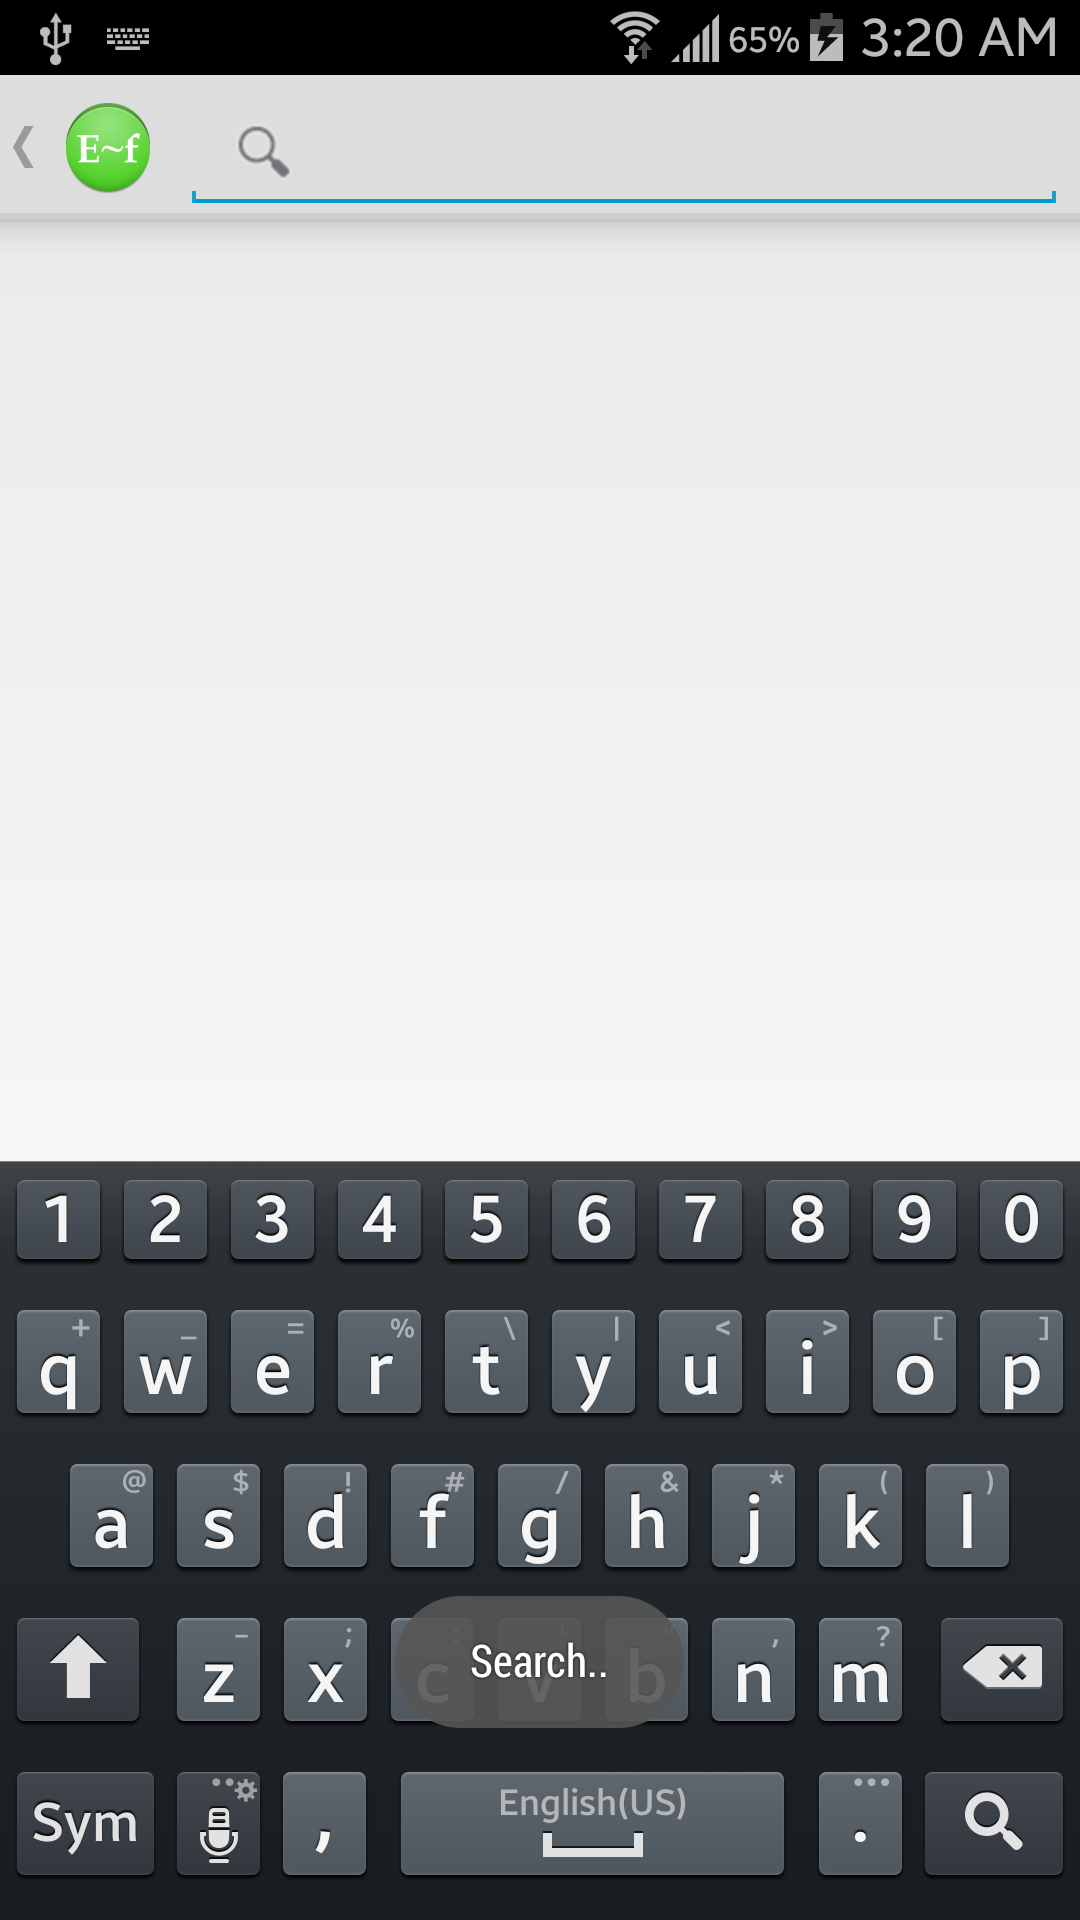 65% 3:20 AM
E~f
1 2 3 4 5 6 7 8 9 0
+ _ = % \ | < > [ ]
q w e r t y u i o p
@ $ ! # / & * ( )
a s d f g h j k l
- ; : ' " , ?
z x c v b n m
Search..
English(US)
Sym , .